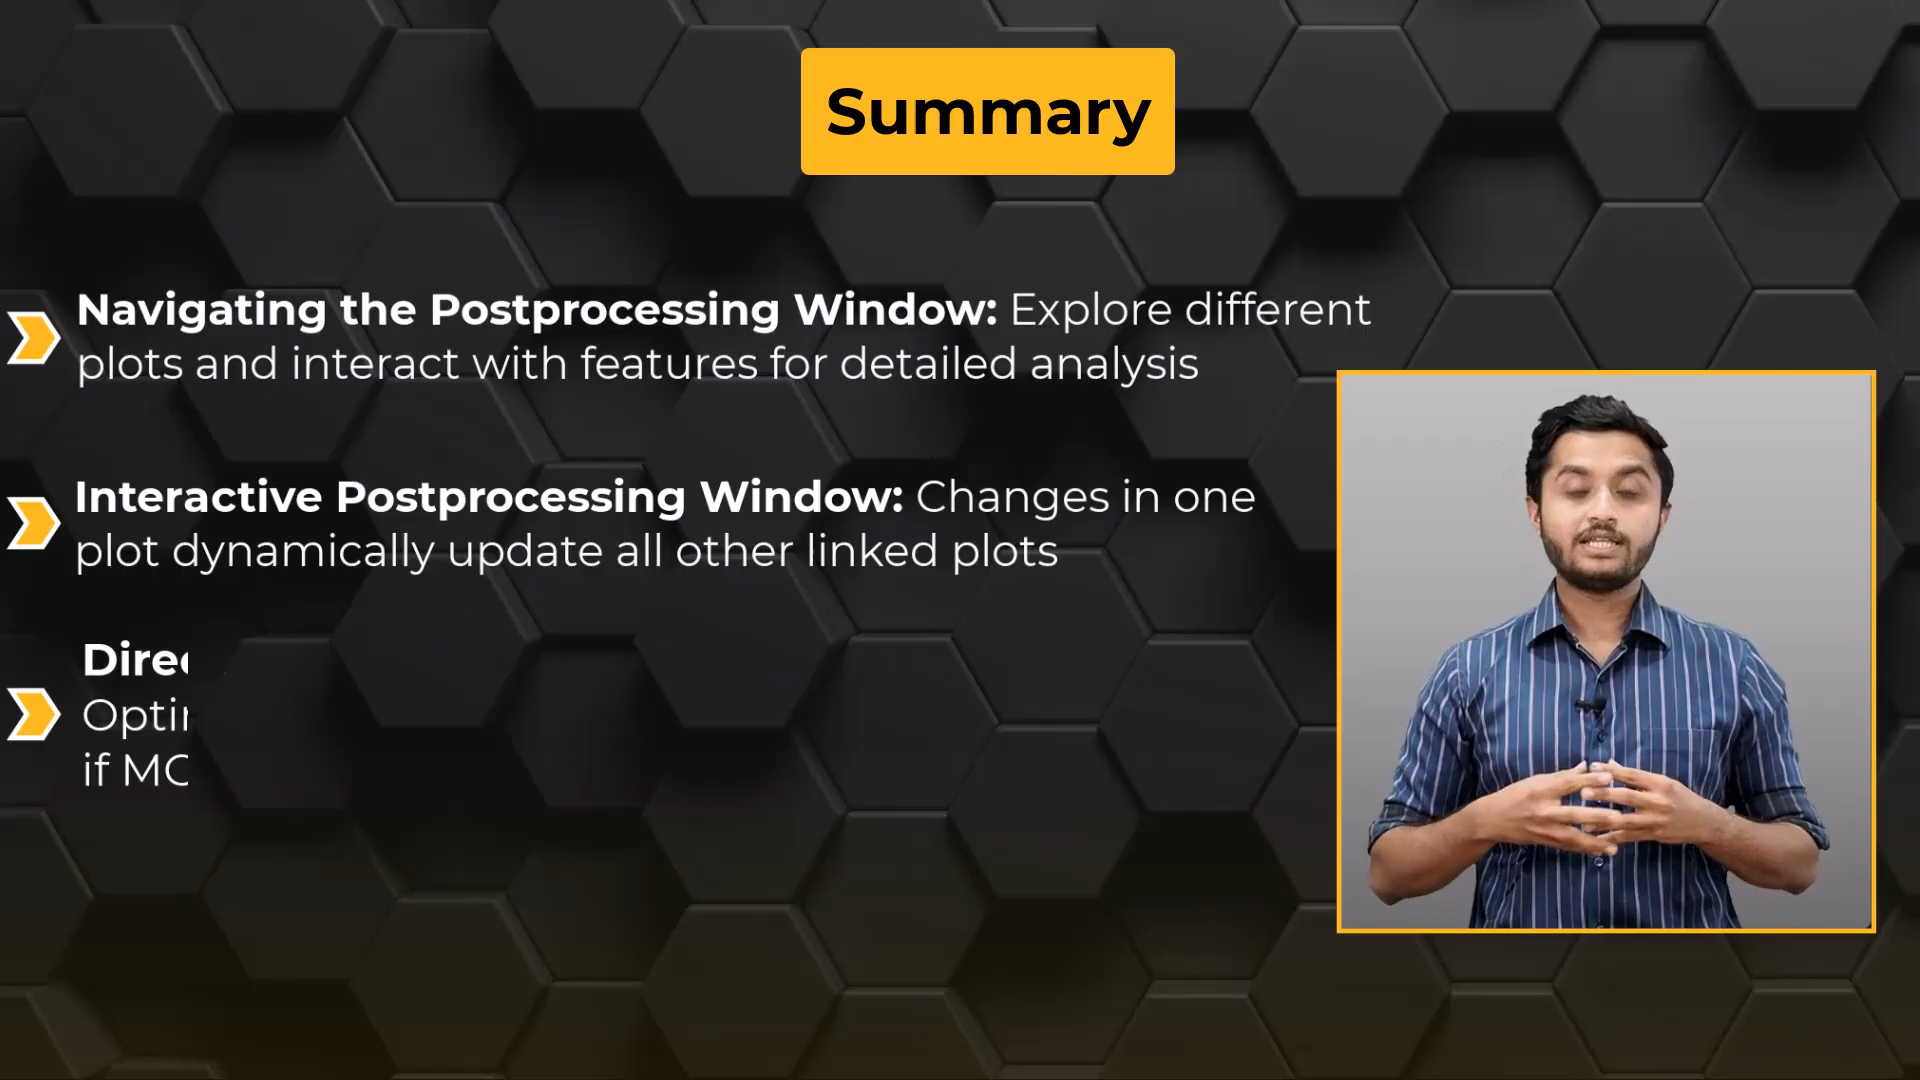 Summary
Navigating the Postprocessing Window: Explore different
plots and interact with features for detailed analysis
Interactive Postprocessing Window: Changes in one
plot dynamically update all other linked plots
if